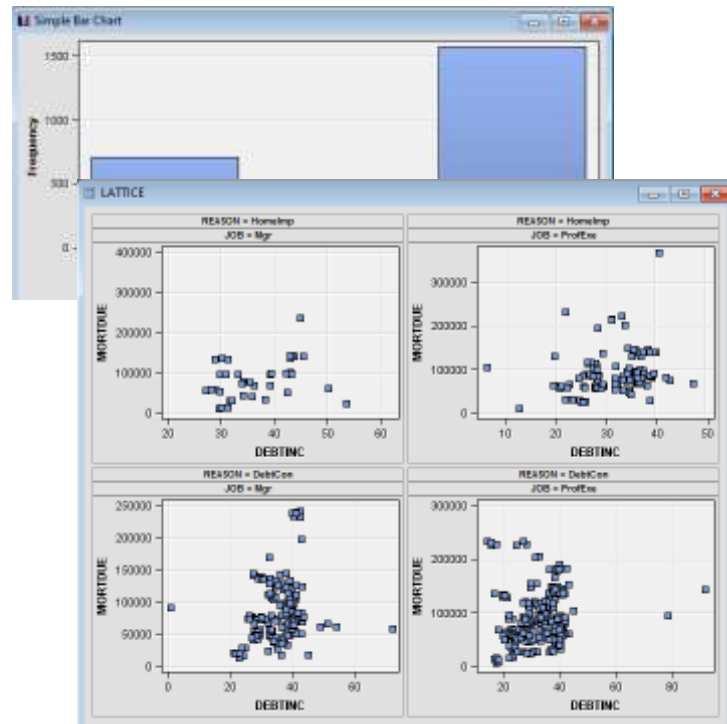 Simple Bar Chart
Frequency
1500
1000
500
0
LATTICE
REASON = HomeImp
JOB = Mgr
MORTDUE
400000
300000
200000
100000
0
20 30 40 50 60
DEBTINC
REASON = HomeImp
JOB = ProfExe
MORTDUE
300000
200000
100000
0
10 20 30 40 50
DEBTINC
REASON = DebtCon
JOB = Mgr
MORTDUE
250000
200000
150000
100000
50000
0
0 20 40 60
DEBTINC
REASON = DebtCon
JOB = ProfExe
MORTDUE
300000
200000
100000
0
20 40 60 80
DEBTINC